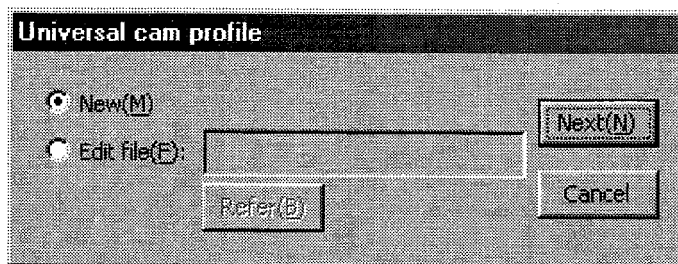 Universal cam profile
New(M)
Next(N)
Edit file(F):
Refer(B)
Cancel